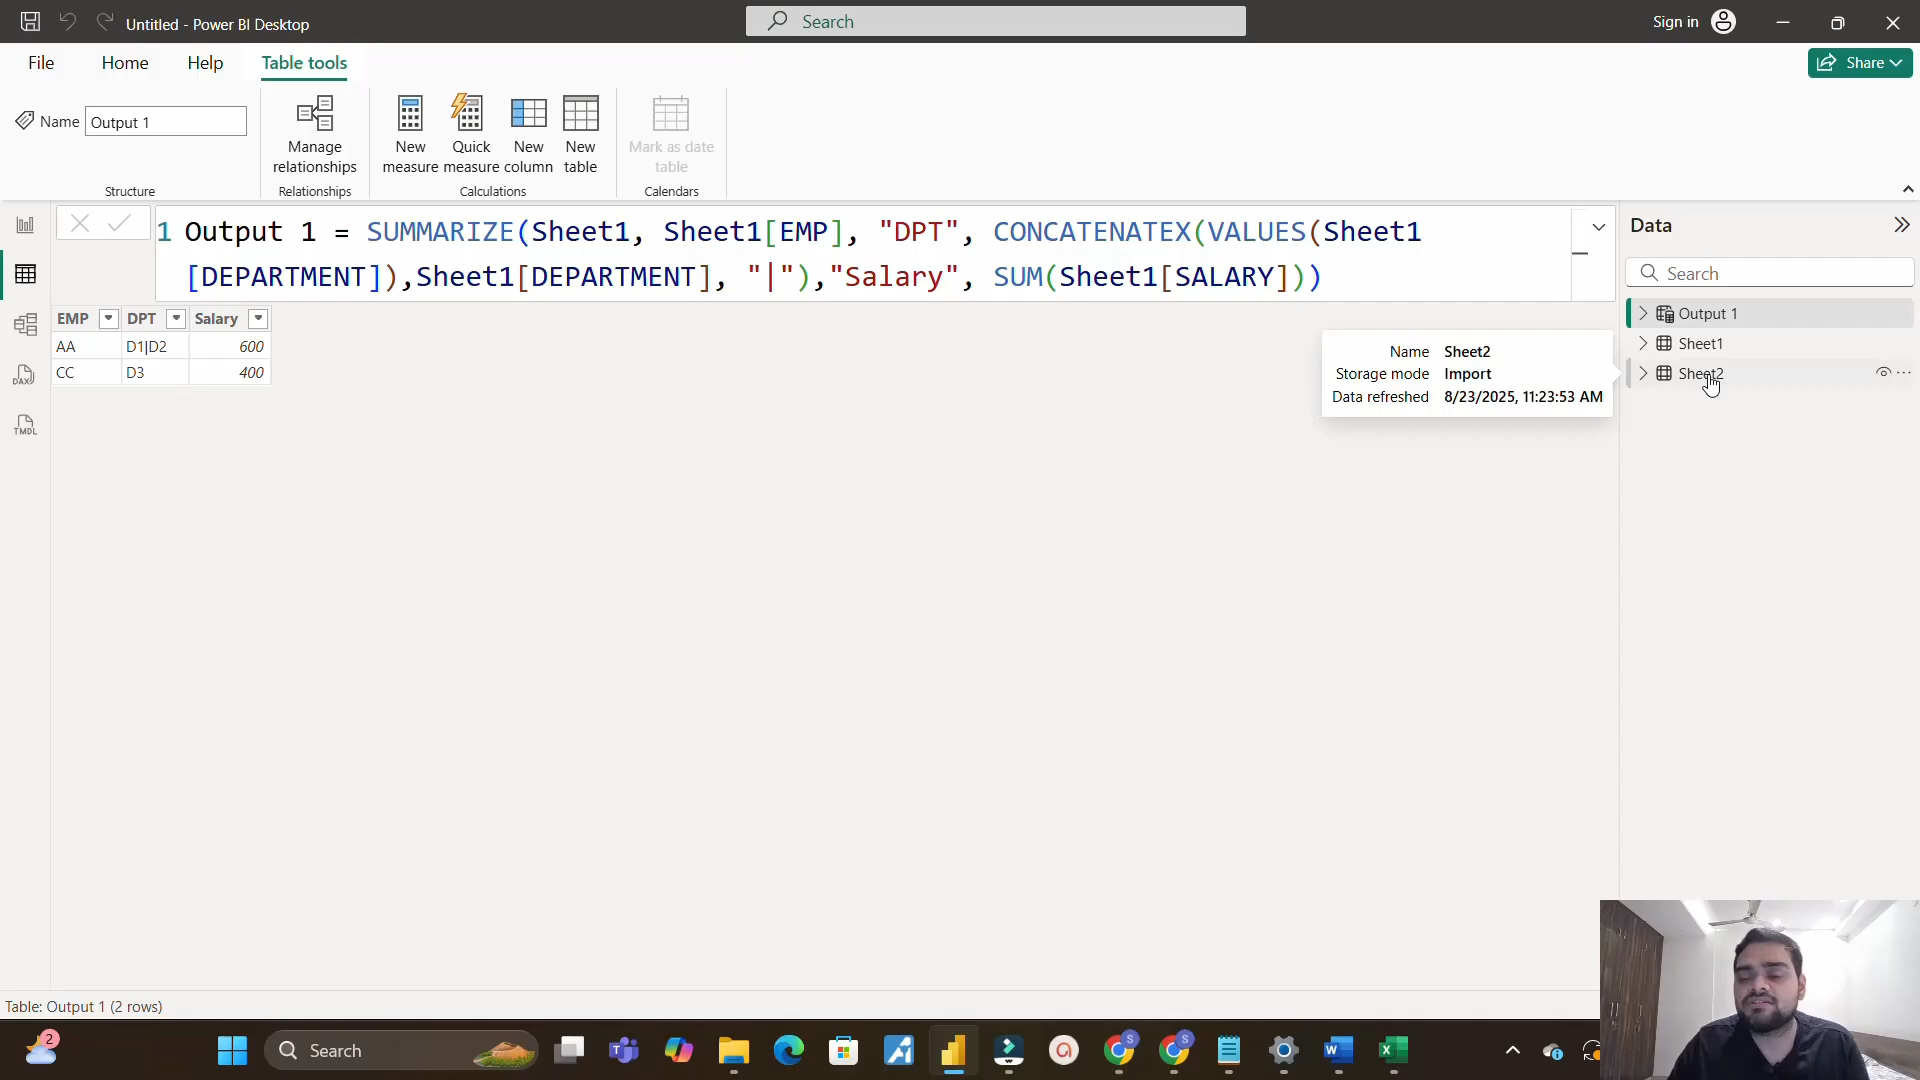 Untitled - Power BI Desktop
Search
Sign in
File
Home
Help
Table tools
Share
Name
Output 1
Manage
relationships
New
measure
Quick
measure
New
column
New
table
Mark as date
table
Structure
Relationships
Calculations
Calendars
1 Output 1 = SUMMARIZE(Sheet1, Sheet1[EMP], "DPT", CONCATENATEX(VALUES(Sheet1
[DEPARTMENT]),Sheet1[DEPARTMENT], "|"),"Salary", SUM(Sheet1[SALARY]))
Data
Search
Output 1
Sheet1
Sheet2
EMP DPT Salary
AA D1|D2 600
CC D3 400
Name Sheet2
Storage mode Import
Data refreshed 8/23/2025, 11:23:53 AM
DAX
TMDL
Table: Output 1 (2 rows)
2
Search
S
S